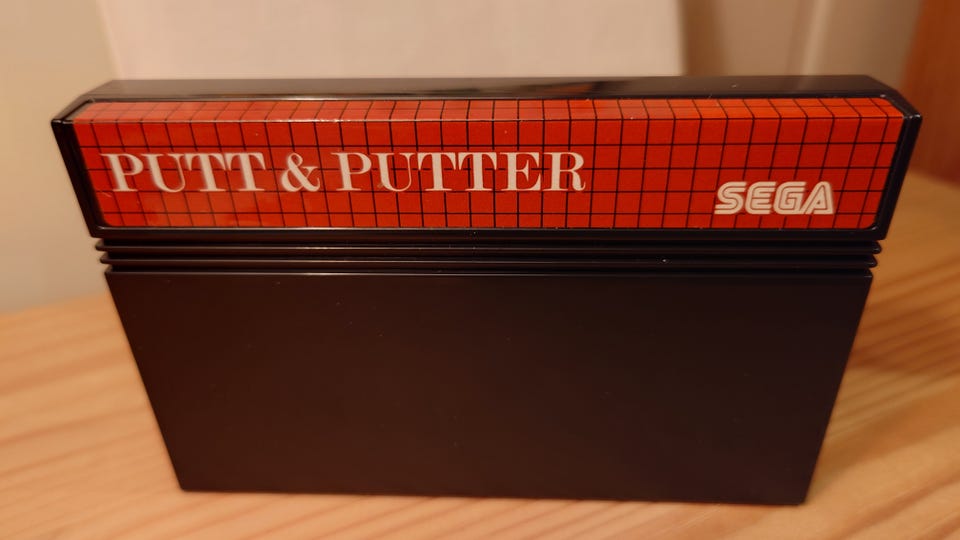 PUTT & PUTTER
SEGA